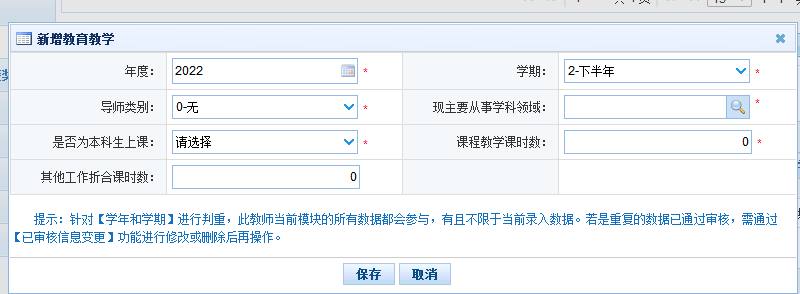 新增教育教学
年度： 2022 * 学期： 2-下半年 *
导师类别： 0-无 * 现主要从事学科领域： *
是否为本科生上课： 请选择 * 课程教学课时数： 0 *
其他工作折合课时数： 0
提示：针对【学年和学期】进行判重，此教师当前模块的所有数据都会参与，有且不限于当前录入数据。若是重复的数据已通过审核，需通过
【已审核信息变更】功能进行修改或删除后再操作。
保存 取消